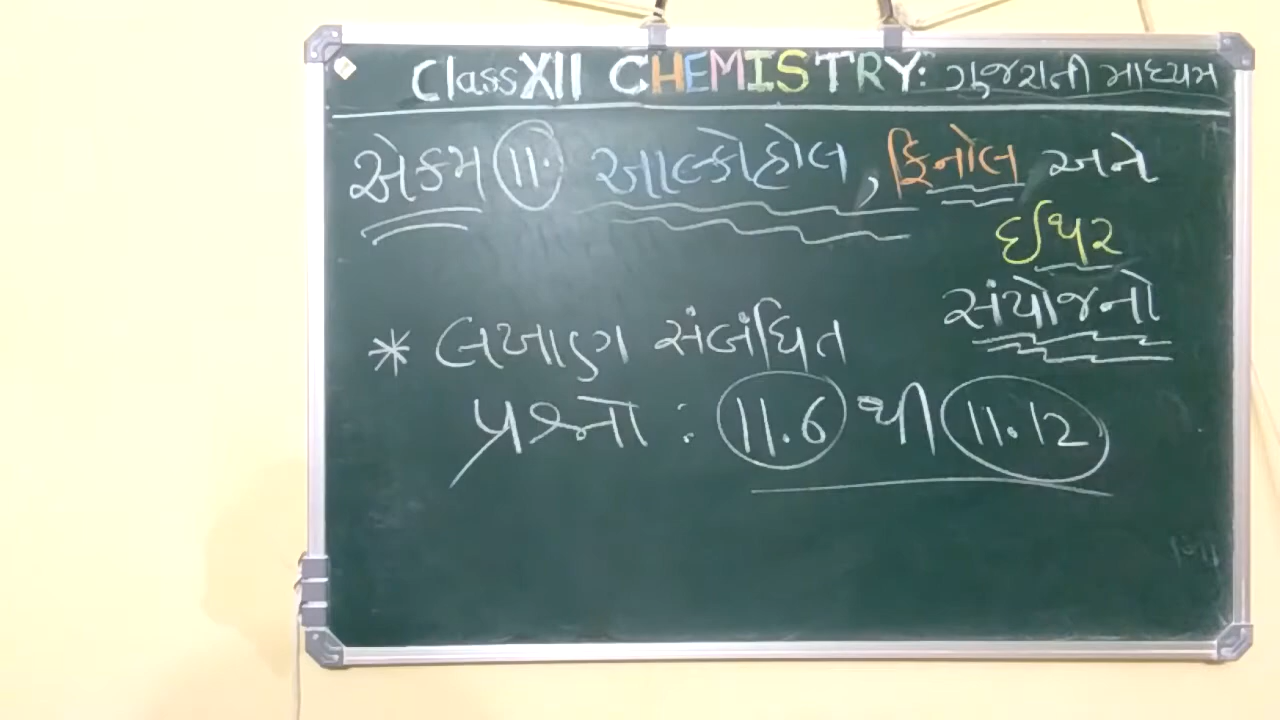 Class XII CHEMISTRY: ગુજરાતી માધ્યમ
એકમ 11. આલ્કોહોલ, ફિનોલ અને
ઈથર
સંયોજનો
* લખાણ સંબંધિત
પ્રશ્નો : 11.6 થી 11.12